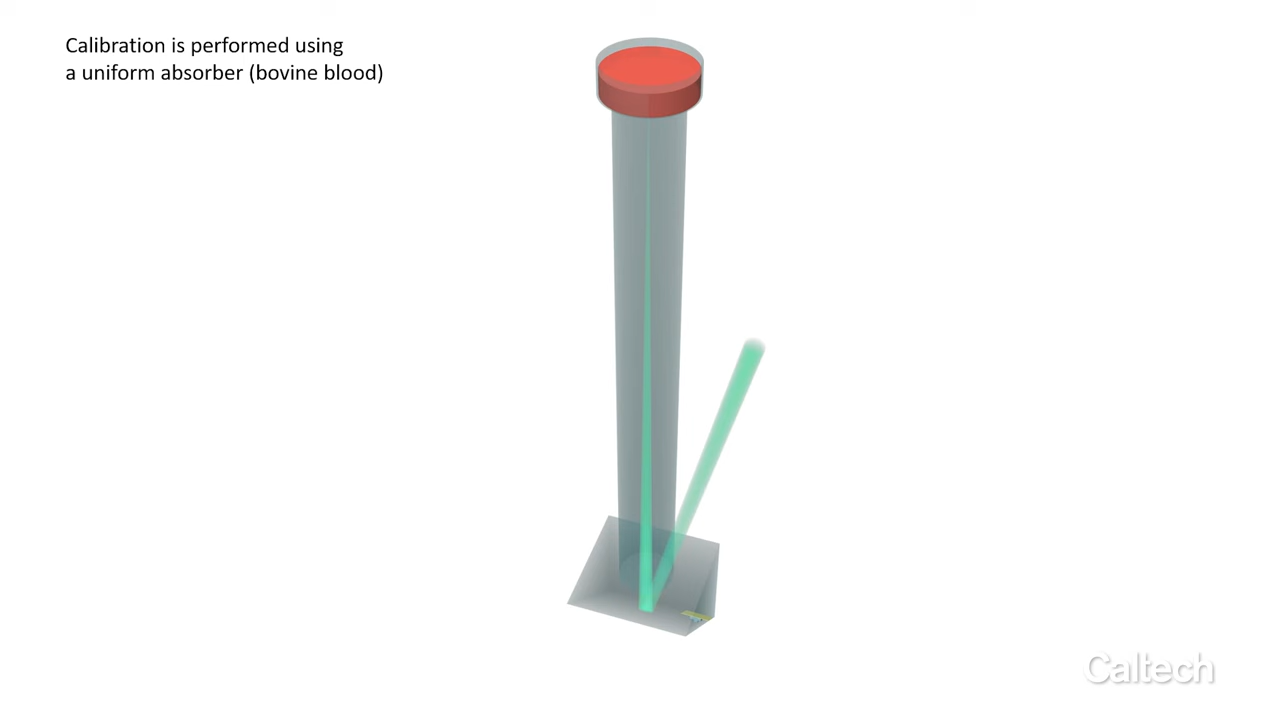 Calibration is performed using
a uniform absorber (bovine blood)
Caltech